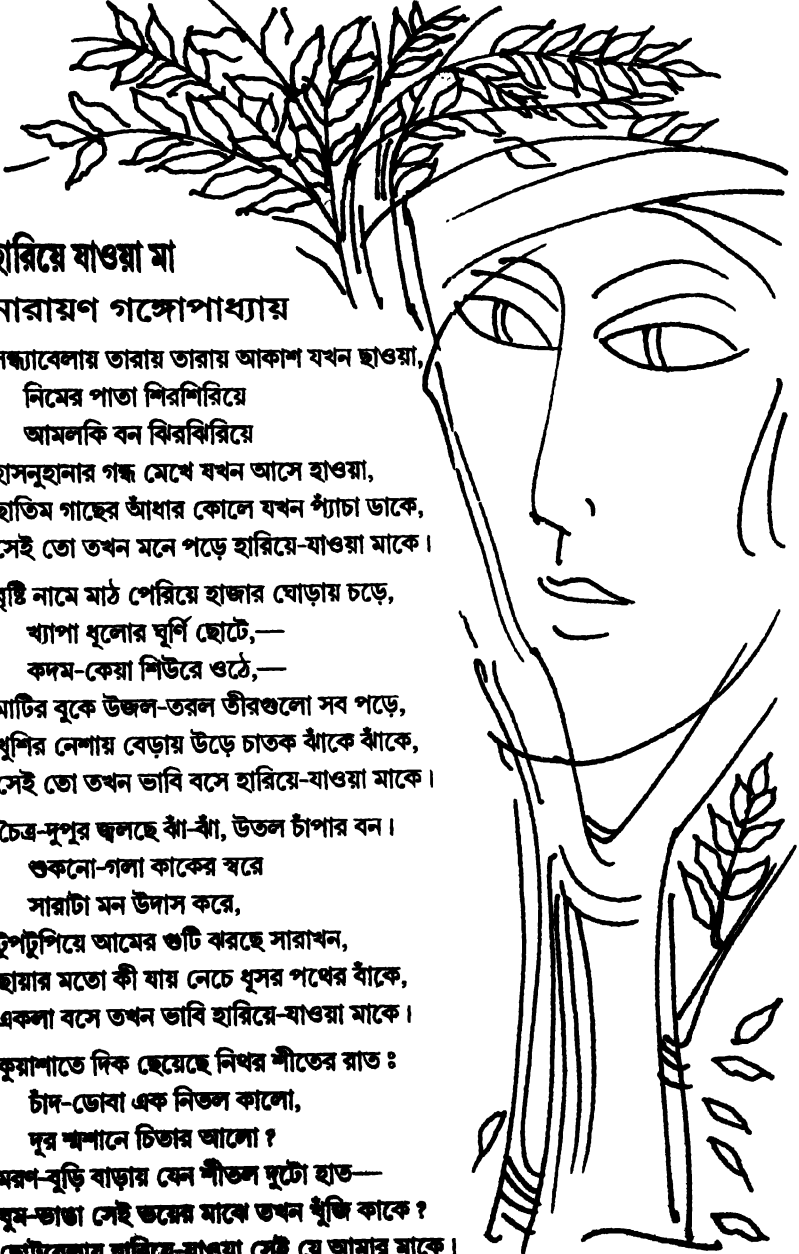 হারিয়ে যাওয়া মা
নারায়ণ গঙ্গোপাধ্যায়
সন্ধ্যাবেলায় তারায় তারায় আকাশ যখন ছাওয়া,
নিমের পাতা শিরশিরিয়ে
আমলকি বন ঝিরঝিরিয়ে
হাসনুহানার গন্ধ মেখে যখন আসে হাওয়া,
ছাতিম গাছের আঁধার কোলে যখন প্যাঁচা ডাকে,
সেই তো তখন মনে পড়ে হারিয়ে-যাওয়া মাকে।
বৃষ্টি নামে মাঠ পেরিয়ে হাজার ঘোড়ায় চড়ে,
খ্যাপা ধূলোর ঘূর্ণি ছোটে,—
কদম-কেয়া শিউরে ওঠে,—
মাটির বুকে উজল-তরল তীরগুলো সব পড়ে,
খুশির নেশায় বেড়ায় উড়ে চাতক ঝাঁকে ঝাঁকে,
সেই তো তখন ভাবি বসে হারিয়ে-যাওয়া মাকে।
চৈত্র-দুপুর জ্বলছে ঝাঁ-ঝাঁ, উতল চাঁপার বন।
শুকনো-গলা কাকের স্বরে
সারাটা মন উদাস করে,
টুপটুপিয়ে আমের গুটি ঝরছে সারাখন,
ছায়ার মতো কী যায় নেচে ধূসর পথের বাঁকে,
একলা বসে তখন ভাবি হারিয়ে-যাওয়া মাকে।
কুয়াশাতে দিক ছেয়েছে নিথর শীতের রাত ঃ
চাঁদ-ডোবা এক নিতল কালো,
দূর শ্মশানে চিতার আলো ?
মরণ-বুড়ি বাড়ায় যেন শীতল দুটো হাত—
ঘুম-ভাঙা সেই ভয়ের মাঝে তখন খুঁজি কাকে ?
হারিয়ে-যাওয়া সেই যে আমার মাকে।